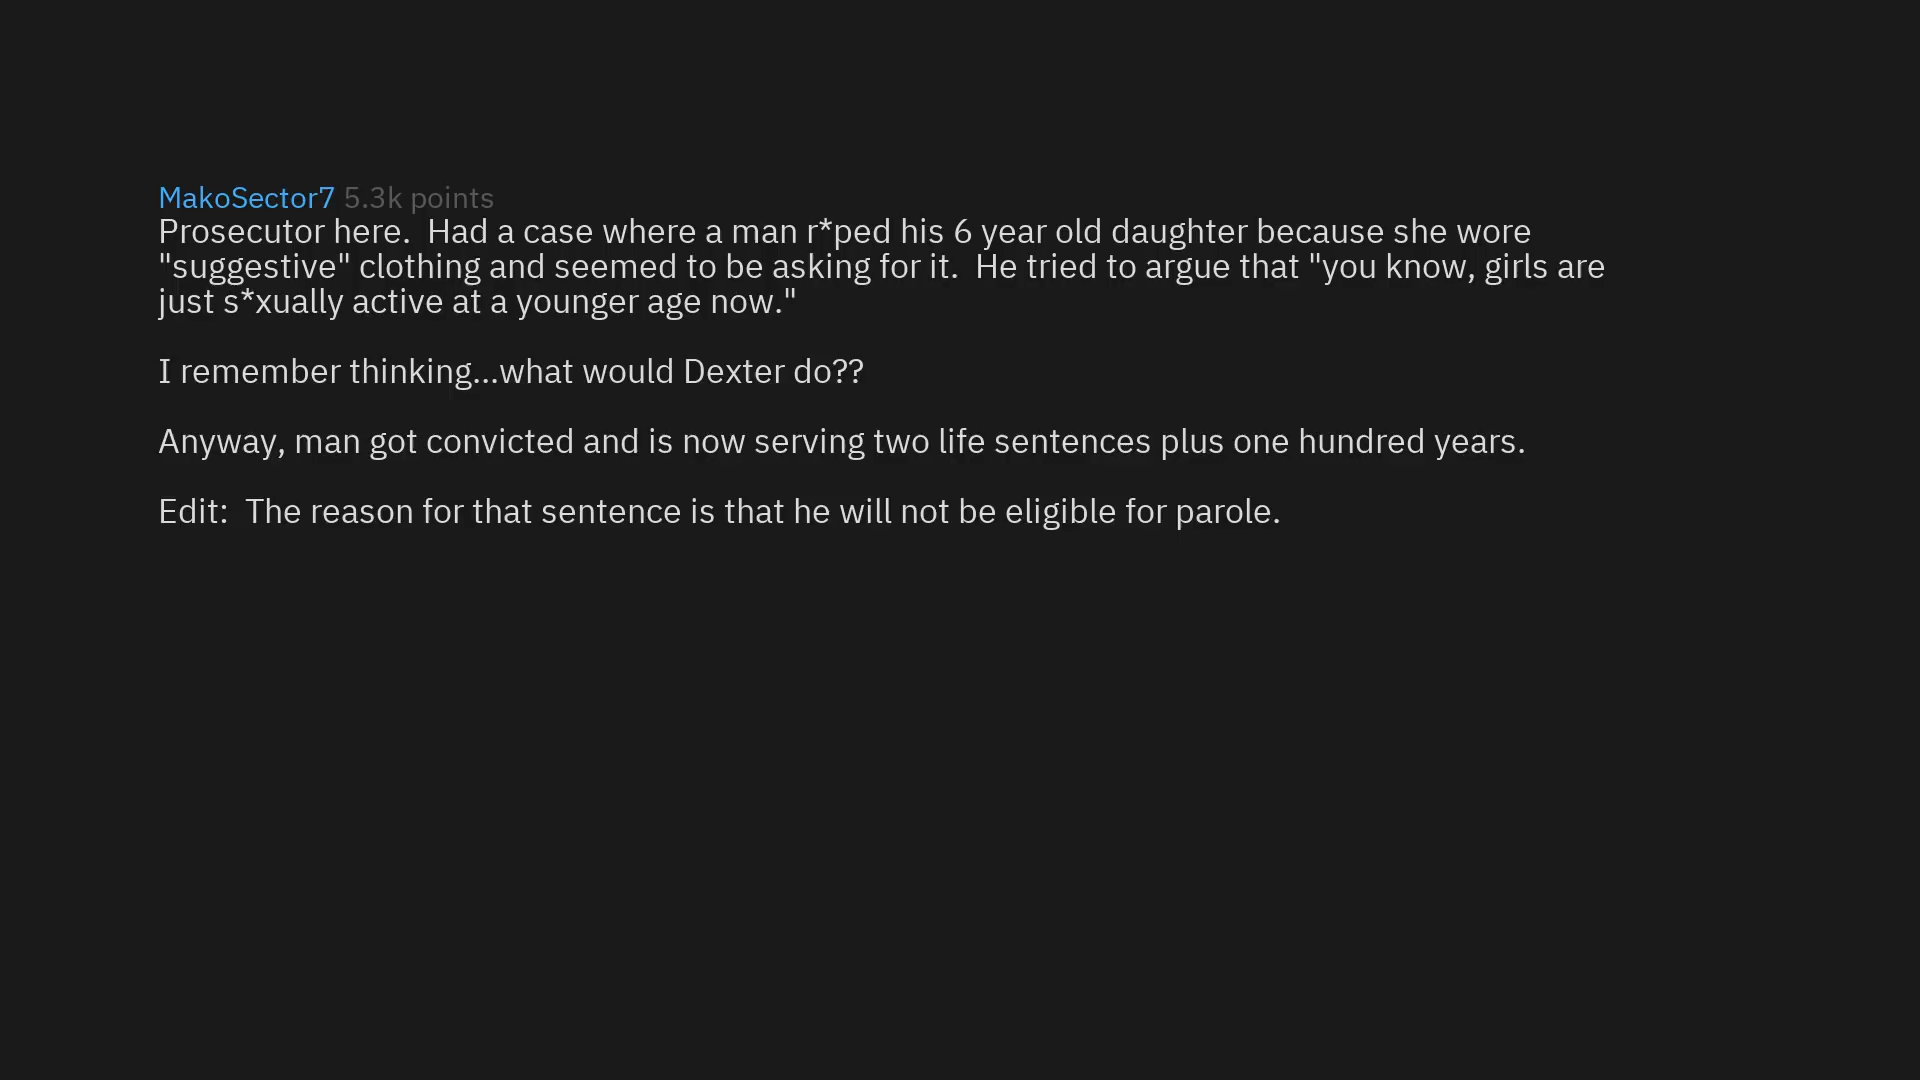 MakoSector7 5.3k points
Prosecutor here.  Had a case where a man r*ped his 6 year old daughter because she wore
"suggestive" clothing and seemed to be asking for it.  He tried to argue that "you know, girls are
just s*xually active at a younger age now."
I remember thinking...what would Dexter do??
Anyway, man got convicted and is now serving two life sentences plus one hundred years.
Edit:  The reason for that sentence is that he will not be eligible for parole.